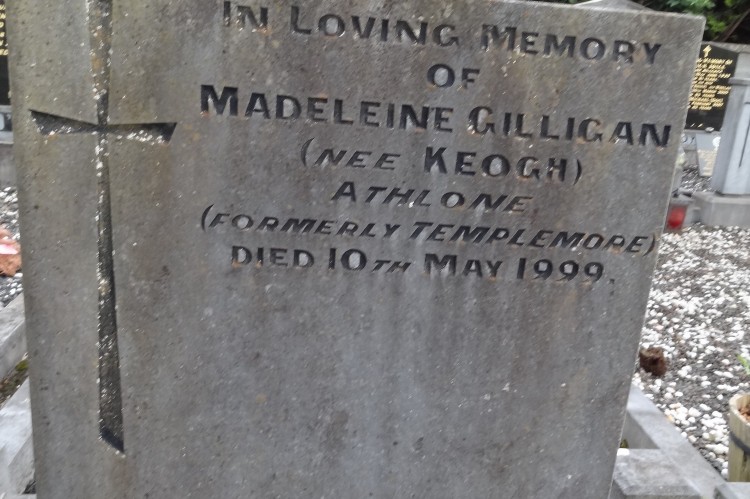 IN LOVING MEMORY
OF
MADELEINE GILLIGAN
(NEE KEOGH)
ATHLONE
(FORMERLY TEMPLEMORE)
DIED 10TH MAY 1999.